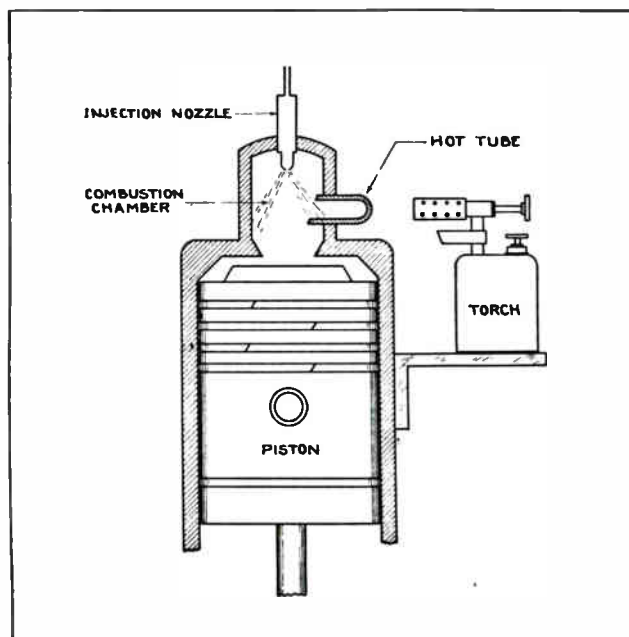 INJECTION NOZZLE
HOT TUBE
COMBUSTION
CHAMBER
TORCH
PISTON